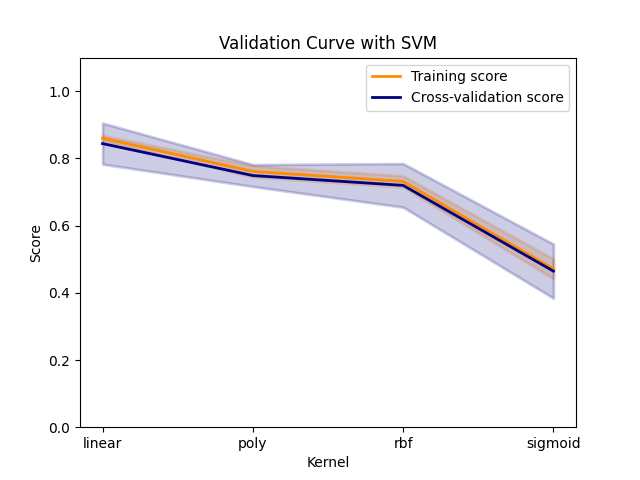 Validation Curve with SVM
Training score
Cross-validation score
1.0
0.8
0.6
0.4
0.2
0.0
Score
linear poly rbf sigmoid
Kernel